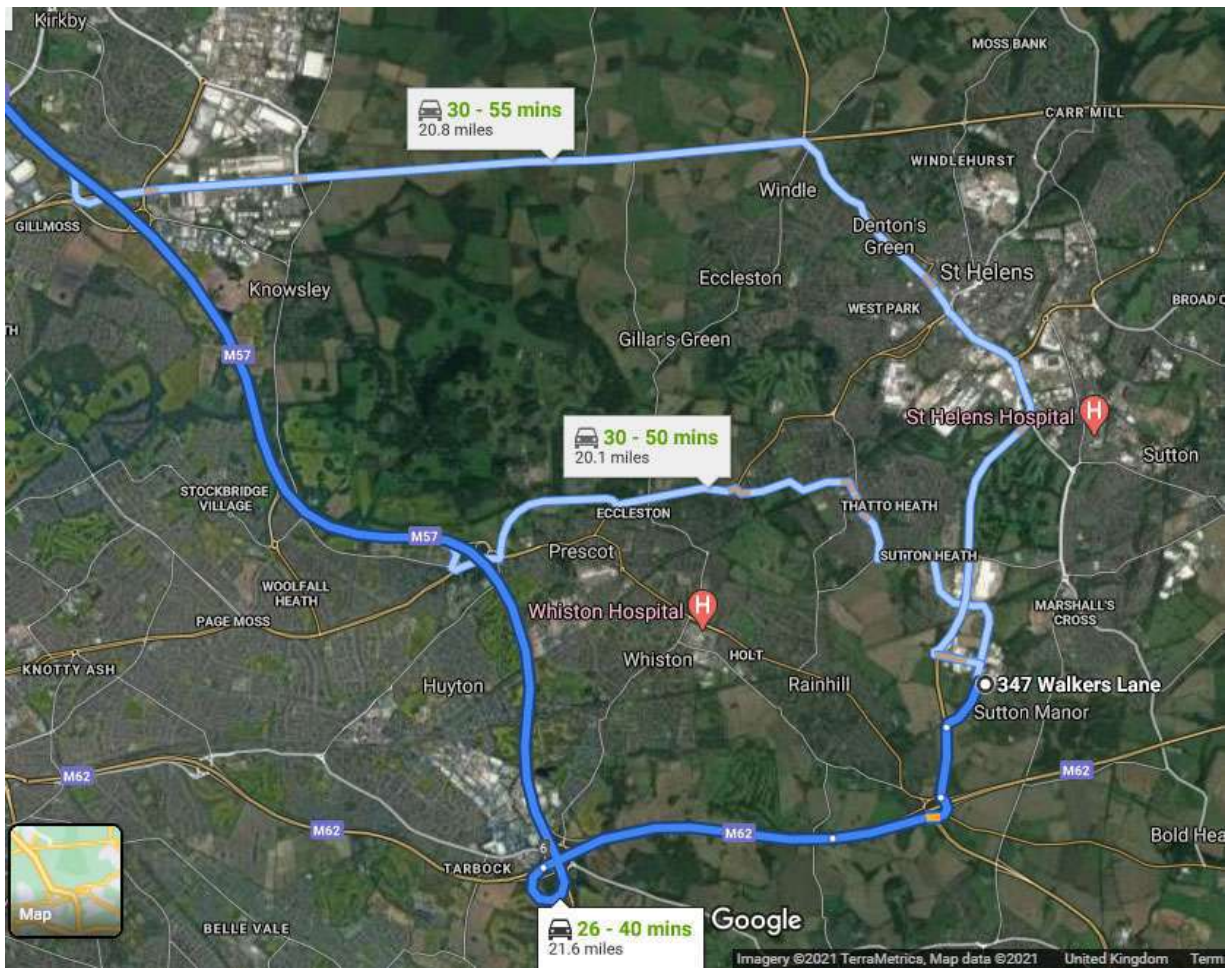 Kirkby
MOSS BANK
30 - 55 mins
20.8 miles
CARR MILL
WINDLEHURST
Windle
GILLMOSS
Denton's
Green
Knowsley
Eccleston
St Helens
WEST PARK
BROAD O
TH
Gillar's Green
M57
St Helens Hospital
H
30 - 50 mins
20.1 miles
Sutton
STOCKBRIDGE
VILLAGE
ECCLESTON
THATTO HEATH
M57
Prescot
SUTTON HEATH
WOOLFALL
HEATH
Whiston Hospital
H
MARSHALL'S
CROSS
PAGE MOSS
KNOTTY ASH
Whiston
HOLT
Huyton
Rainhill
347 Walkers Lane
Sutton Manor
M62
M62
M62
M62
Bold Hea
6
TARBOCK
Map
BELLE VALE
26 - 40 mins
21.6 miles
Google
Imagery ©2021 TerraMetrics, Map data ©2021 United Kingdom Term